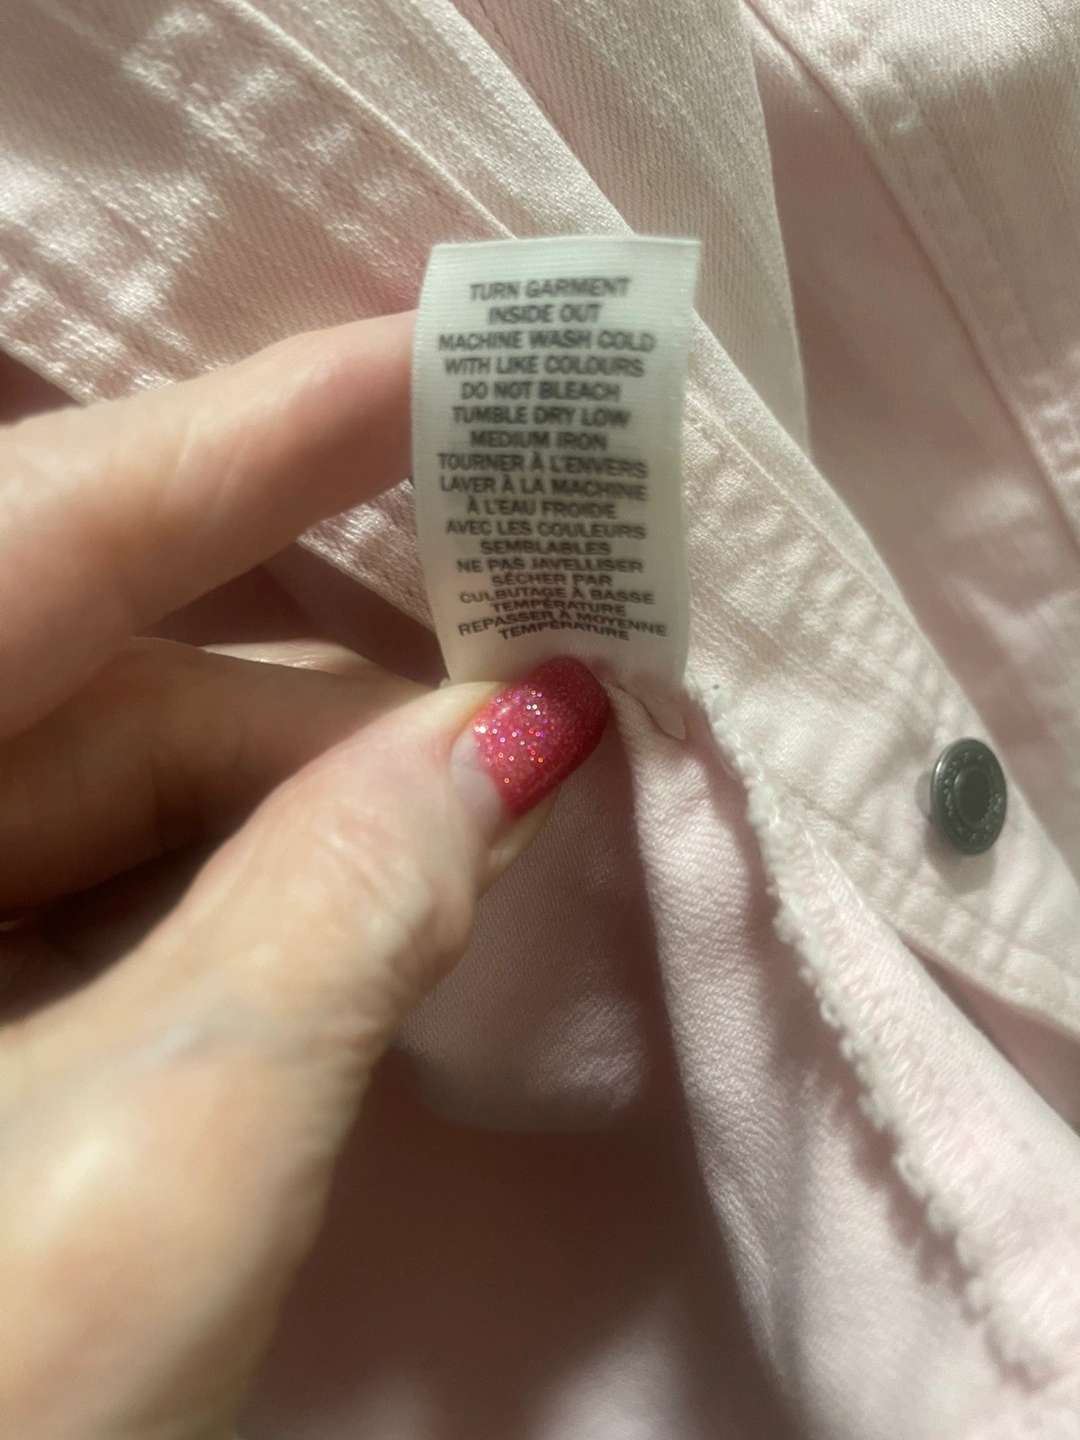 TURN GARMENT
INSIDE OUT
MACHINE WASH COLD
WITH LIKE COLOURS
DO NOT BLEACH
TUMBLE DRY LOW
MEDIUM IRON
TOURNER À L'ENVERS
LAVER À LA MACHINE
À L'EAU FROIDE
AVEC LES COULEURS
SEMBLABLES
NE PAS JAVELLISER
SÉCHER PAR
CULBUTAGE À BASSE
TEMPÉRATURE
REPASSER À MOYENNE
TEMPÉRATURE